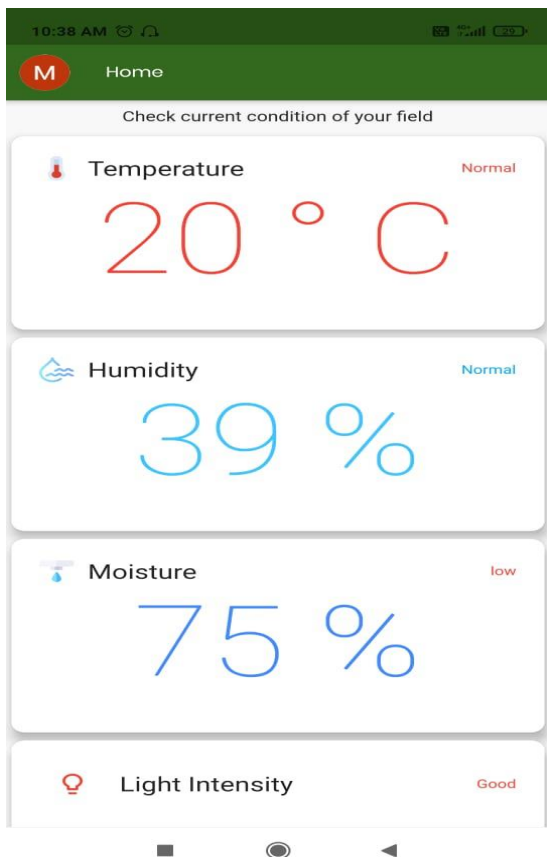 10:38 AM
29
M Home
Check current condition of your field
Temperature Normal
20 ° C
Humidity Normal
39 %
Moisture low
75 %
Light Intensity Good